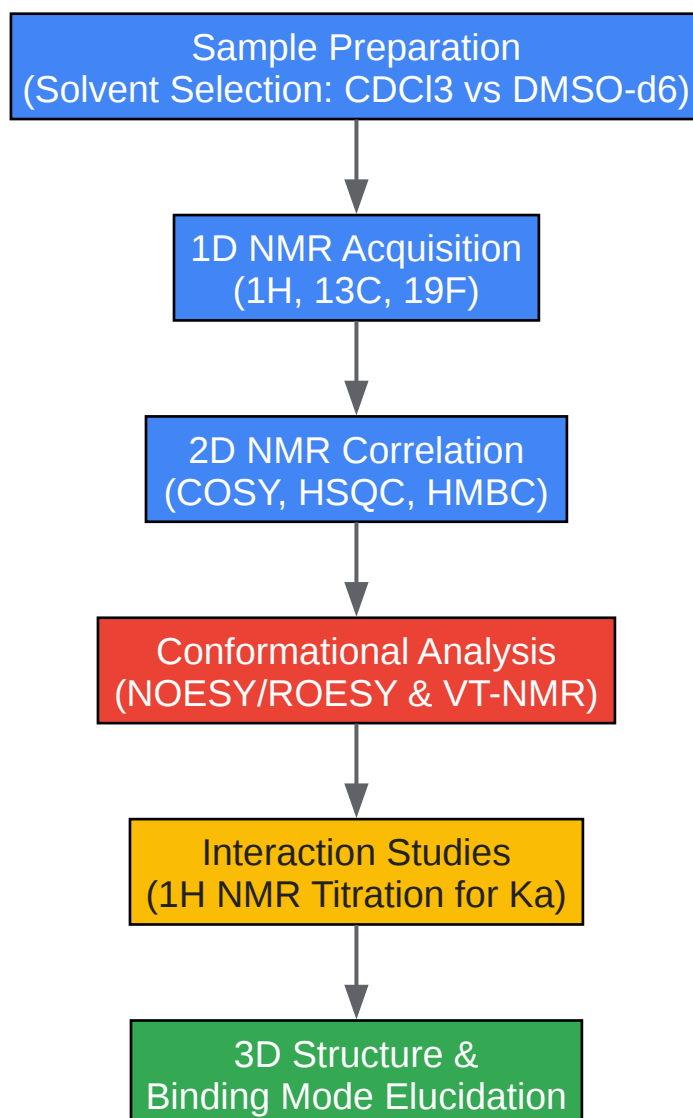 Sample Preparation
(Solvent Selection: CDCl3 vs DMSO-d6)
1D NMR Acquisition
(1H, 13C, 19F)
2D NMR Correlation
(COSY, HSQC, HMBC)
Conformational Analysis
(NOESY/ROESY & VT-NMR)
Interaction Studies
(1H NMR Titration for Ka)
3D Structure &
Binding Mode Elucidation